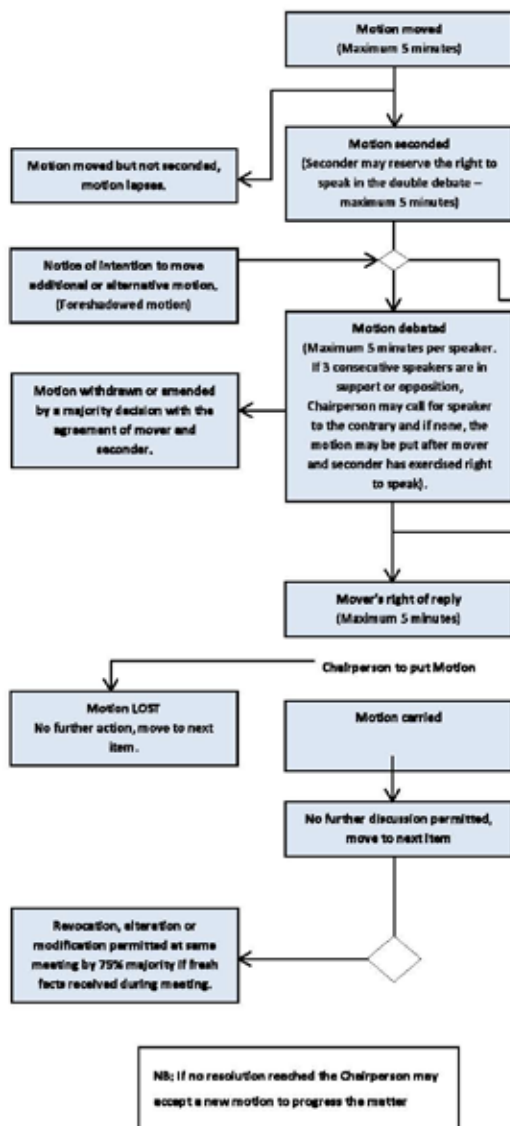 Motion moved
(Maximum 5 minutes)
Motion seconded
(Seconder may reserve the right to
speak in the double debate –
maximum 5 minutes)
Motion moved but not seconded,
motion lapses.
Notice of intention to move
additional or alternative motion,
(Foreshadowed motion)
Motion debated
(Maximum 5 minutes per speaker.
If 3 consecutive speakers are in
support or opposition,
Chairperson may call for speaker
to the contrary and if none, the
motion may be put after mover
and seconder has exercised right
to speak).
Motion withdrawn or amended
by a majority decision with the
agreement of mover and
seconder.
Mover's right of reply
(Maximum 5 minutes)
Chairperson to put Motion
Motion LOST
No further action, move to next
item.
Motion carried
No further discussion permitted,
move to next item
Revocation, alteration or
modification permitted at same
meeting by 75% majority if fresh
facts received during meeting.
NB; If no resolution reached the Chairperson may
accept a new motion to progress the matter